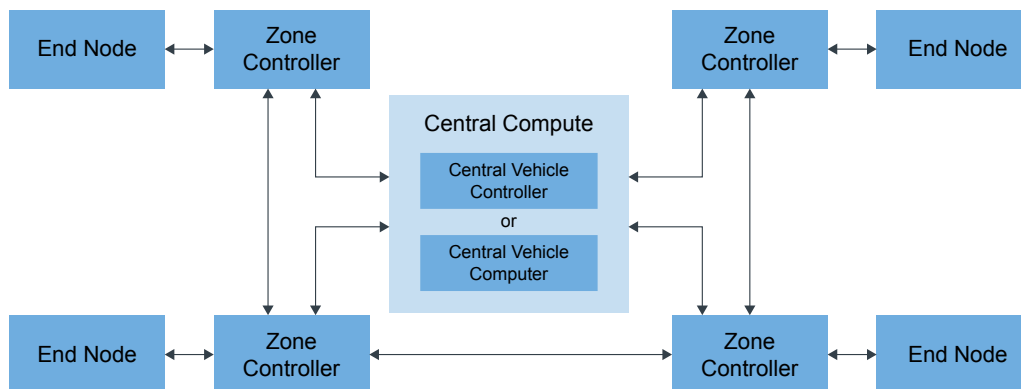 End Node
Zone
Controller
Zone
Controller
End Node
Central Compute
Central Vehicle
Controller
or
Central Vehicle
Computer
End Node
Zone
Controller
Zone
Controller
End Node